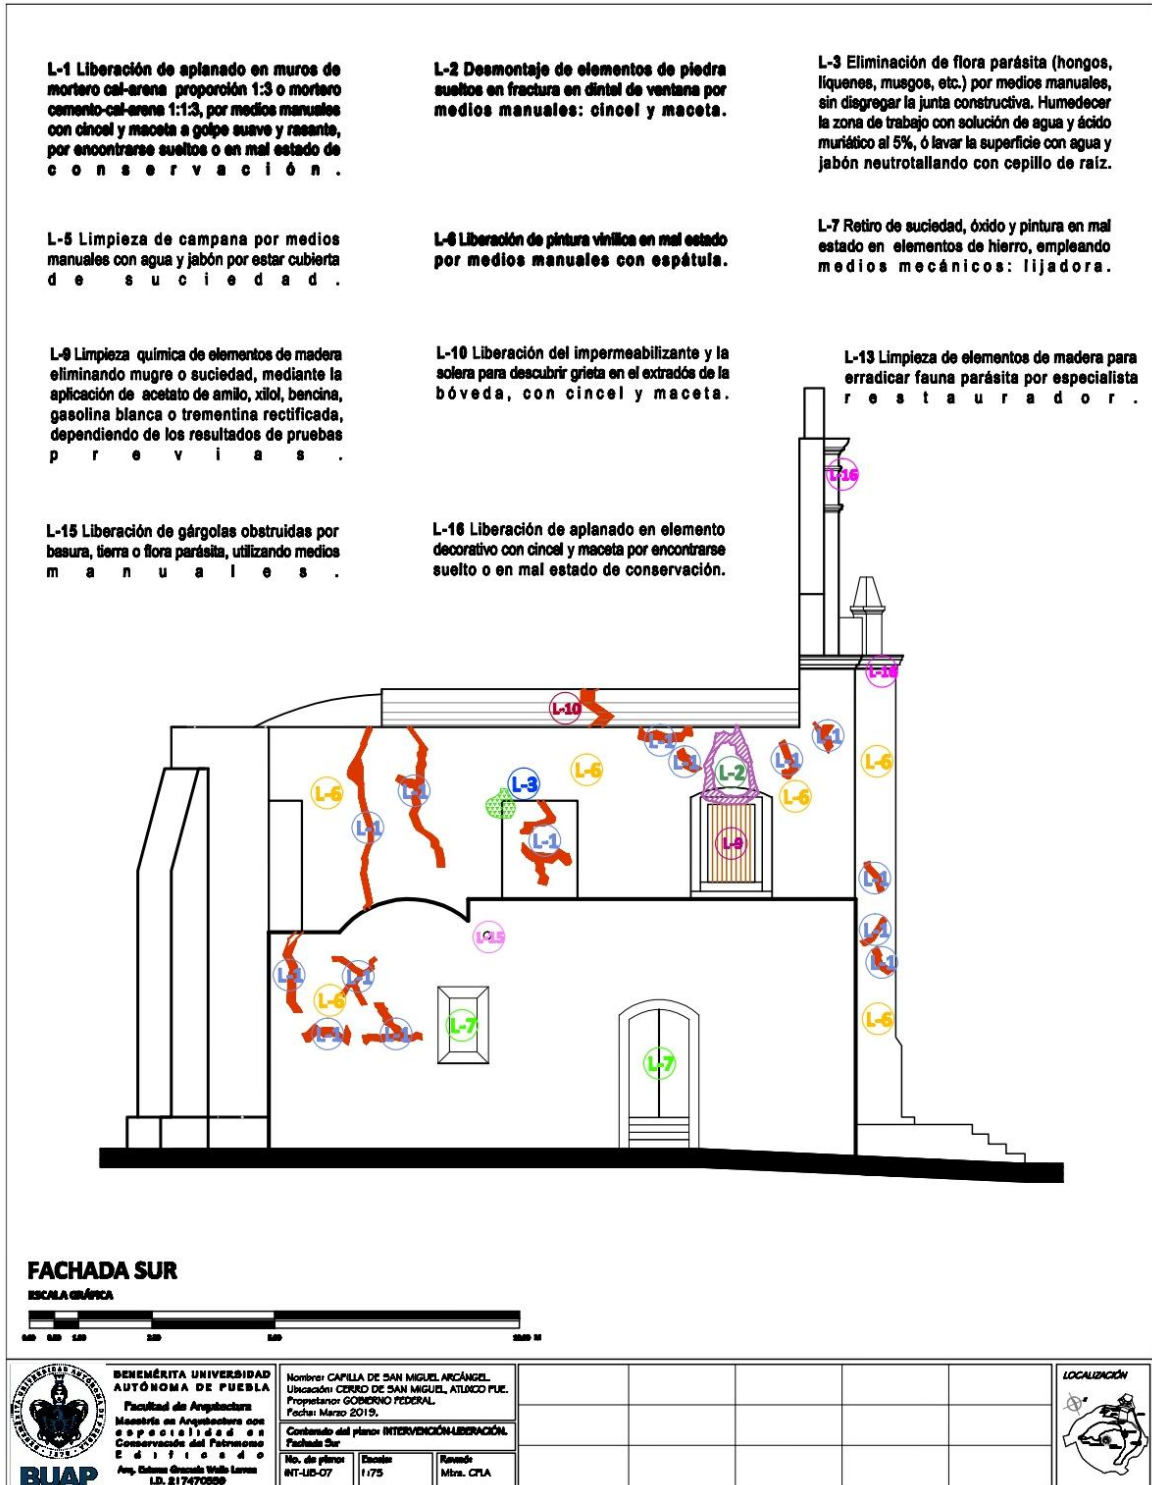 L-1 Liberación de aplanado en muros de
mortero cal-arena proporción 1:3 o mortero
cemento-cal-arena 1:1:3, por medios manuales
con cincel y maceta a golpe suave y rasante,
por encontrarse sueltos o en mal estado de
conservación.
L-2 Desmontaje de elementos de piedra
sueltos en fractura en dintel de ventana por
medios manuales: cincel y maceta.
L-3 Eliminación de flora parásita (hongos,
líquenes, musgos, etc.) por medios manuales,
sin disgregar la junta constructiva. Humedecer
la zona de trabajo con solución de agua y ácido
muriático al 5%, ó lavar la superficie con agua y
jabón neutrotallando con cepillo de raíz.
L-5 Limpieza de campana por medios
manuales con agua y jabón por estar cubierta
de suciedad.
L-6 Liberación de pintura vinílica en mal estado
por medios manuales con espátula.
L-7 Retiro de suciedad, óxido y pintura en mal
estado en elementos de hierro, empleando
medios mecánicos: lijadora.
L-9 Limpieza química de elementos de madera
eliminando mugre o suciedad, mediante la
aplicación de acetato de amilo, xilol, bencina,
gasolina blanca o trementina rectificada,
dependiendo de los resultados de pruebas
previas.
L-10 Liberación del impermeabilizante y la
solera para descubrir grieta en el extradós de la
bóveda, con cincel y maceta.
L-13 Limpieza de elementos de madera para
erradicar fauna parásita por especialista
restaurador.
L-15 Liberación de gárgolas obstruidas por
basura, tierra o flora parásita, utilizando medios
manuales.
L-16 Liberación de aplanado en elemento
decorativo con cincel y maceta por encontrarse
suelto o en mal estado de conservación.
L-16
L-16
L-10
L-1
L-1
L-1
L-1
L-6
L-2
L-6
L-3
L-6
L-1
L-6
L-1
L-1
L-9
L-1
L-15
L-1
L-1
L-1
L-1
L-6
L-7
L-6
L-1
L-1
L-7
FACHADA SUR
ESCALA GRÁFICA
0.00 0.50 1.00 2.50 5.00 10.00 M
BENEMÉRITA UNIVERSIDAD
AUTÓNOMA DE PUEBLA
Facultad de Arquitectura
Maestría en Arquitectura con
especialidad en
Conservación del Patrimonio
Edificado
I.D. 217470559
BUAP
Nombre: CAPILLA DE SAN MIGUEL ARCÁNGEL.
Ubicación: CERRO DE SAN MIGUEL, ATLIXCO PUE.
Propietario: GOBIERNO FEDERAL.
Fecha: Marzo 2019.
Contenido del plano: INTERVENCIÓN-LIBERACIÓN.
Fachada Sur
No. de plano:
INT-LIB-07
Escala:
1:75
Revisó:
Mtra. CPLA
LOCALIZACIÓN